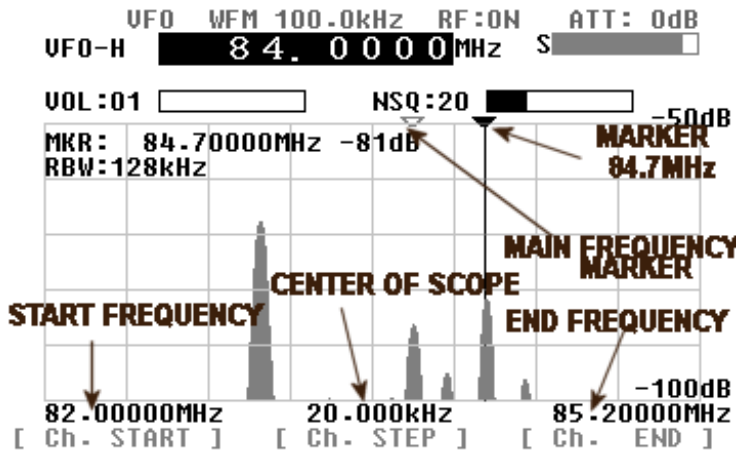 VFO WFM 100.0kHz RF:ON ATT: 0dB
VFO-H 84.0000MHz S
VOL:01 NSQ:20
-50dB
MKR: 84.70000MHz -81dB
MARKER
RBW:128kHz
84.7MHz
MAIN FREQUENCY
MARKER
CENTER OF SCOPE
START FREQUENCY
END FREQUENCY
-100dB
82.00000MHz 20.000kHz 85.20000MHz
[ Ch. START ] [ Ch. STEP ] [ Ch. END ]